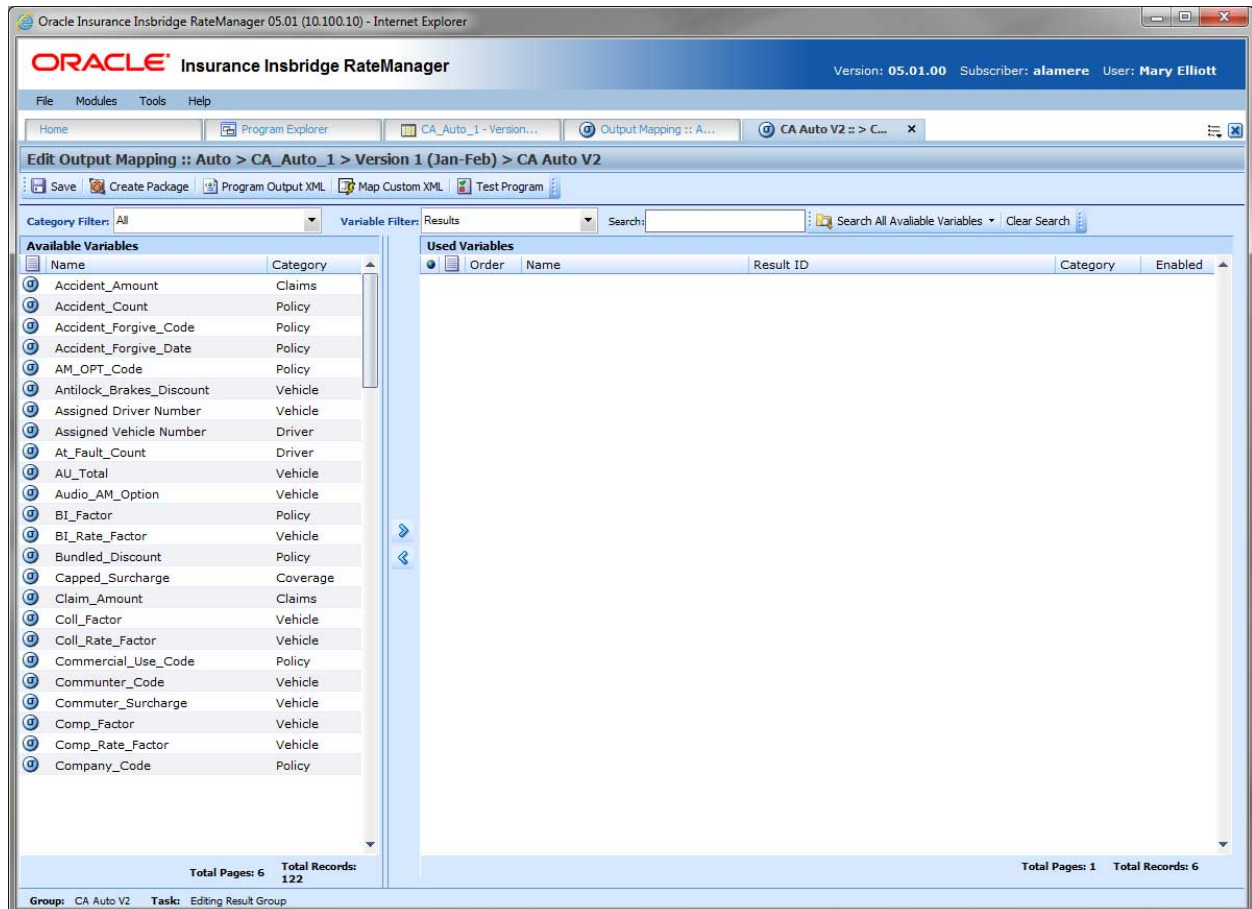 Oracle Insurance Insbridge RateManager 05.01 (10.100.10) - Internet Explorer
ORACLE Insurance Insbridge RateManager
Version: 05.01.00 Subscriber: alamere User: Mary Elliott
File Modules Tools Help
Home Program Explorer CA_Auto_1 - Version... Output Mapping :: A... CA Auto V2 :: > C... X
Edit Output Mapping :: Auto > CA_Auto_1 > Version 1 (Jan-Feb) > CA Auto V2
Save Create Package Program Output XML Map Custom XML Test Program
Category Filter: All Variable Filter: Results Search: Search All Avaliable Variables Clear Search
Available Variables Used Variables
Name Category Order Name Result ID Category Enabled
Accident_Amount Claims
Accident_Count Policy
Accident_Forgive_Code Policy
Accident_Forgive_Date Policy
AM_OPT_Code Policy
Antilock_Brakes_Discount Vehicle
Assigned Driver Number Vehicle
Assigned Vehicle Number Driver
At_Fault_Count Driver
AU_Total Vehicle
Audio_AM_Option Vehicle
BI_Factor Policy
BI_Rate_Factor Vehicle
Bundled_Discount Policy
Capped_Surcharge Coverage
Claim_Amount Claims
Coll_Factor Vehicle
Coll_Rate_Factor Vehicle
Commercial_Use_Code Policy
Communter_Code Vehicle
Commuter_Surcharge Vehicle
Comp_Factor Vehicle
Comp_Rate_Factor Vehicle
Company_Code Policy
Total Pages: 6 Total Records: 122 Total Pages: 1 Total Records: 6
Group: CA Auto V2 Task: Editing Result Group